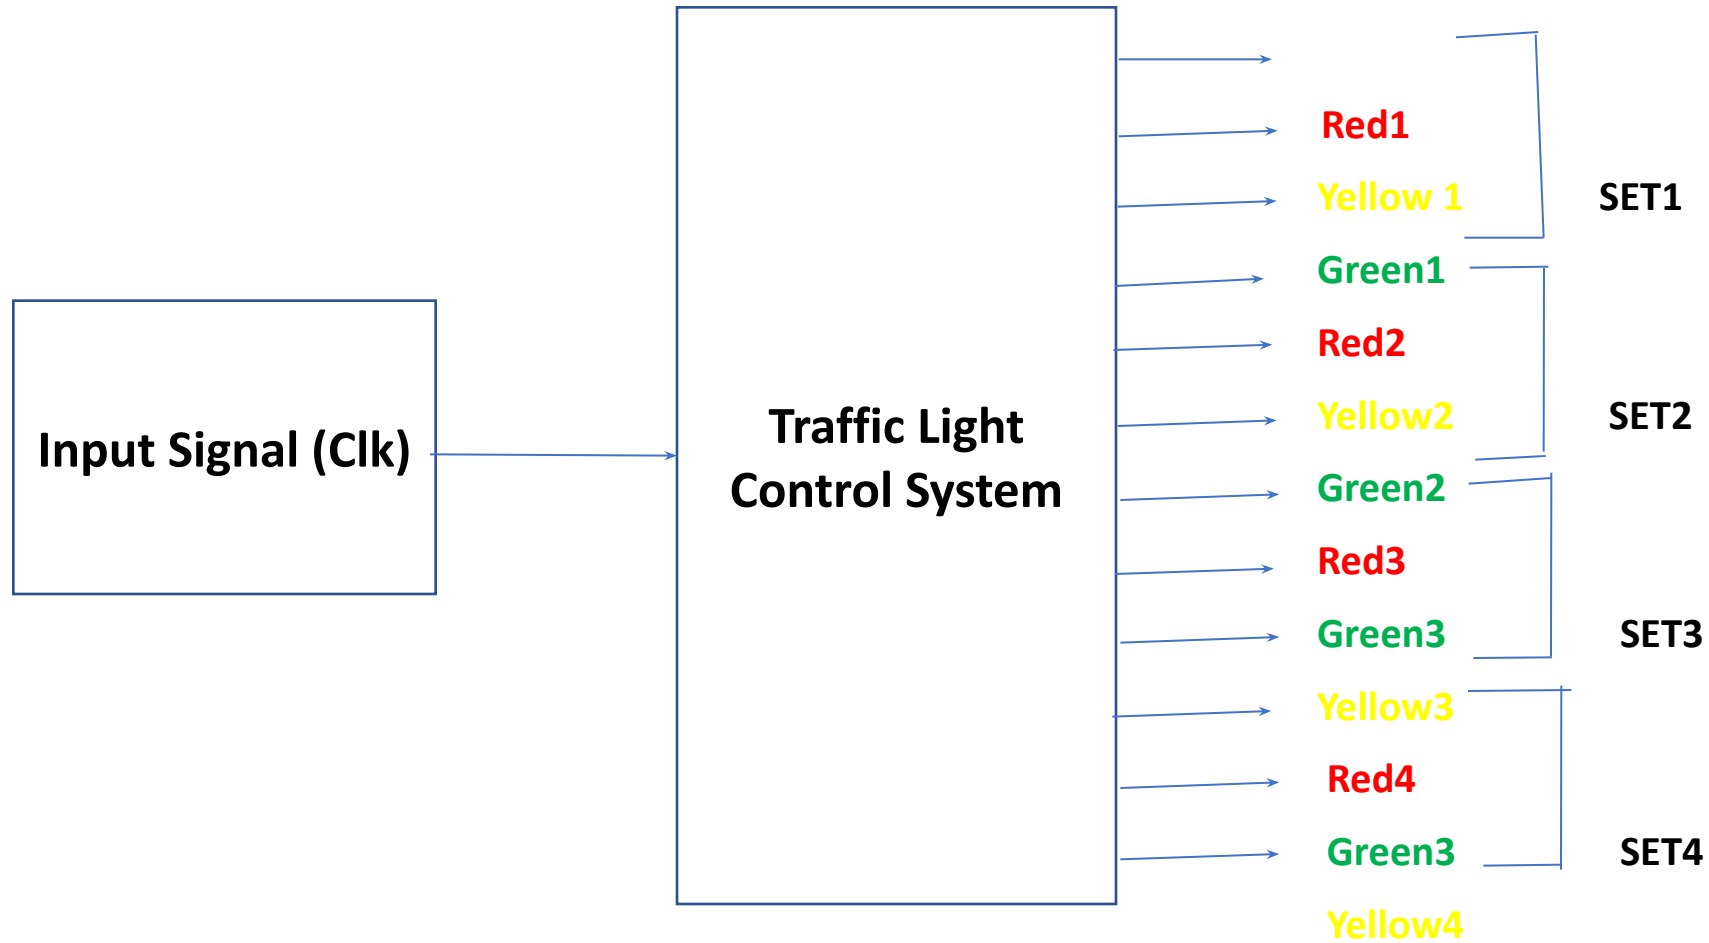 Input Signal (Clk)
Traffic Light
Control System
Red1
Yellow 1
SET1
Green1
Red2
Yellow2
SET2
Green2
Red3
Green3
SET3
Yellow3
Red4
Green3
SET4
Yellow4